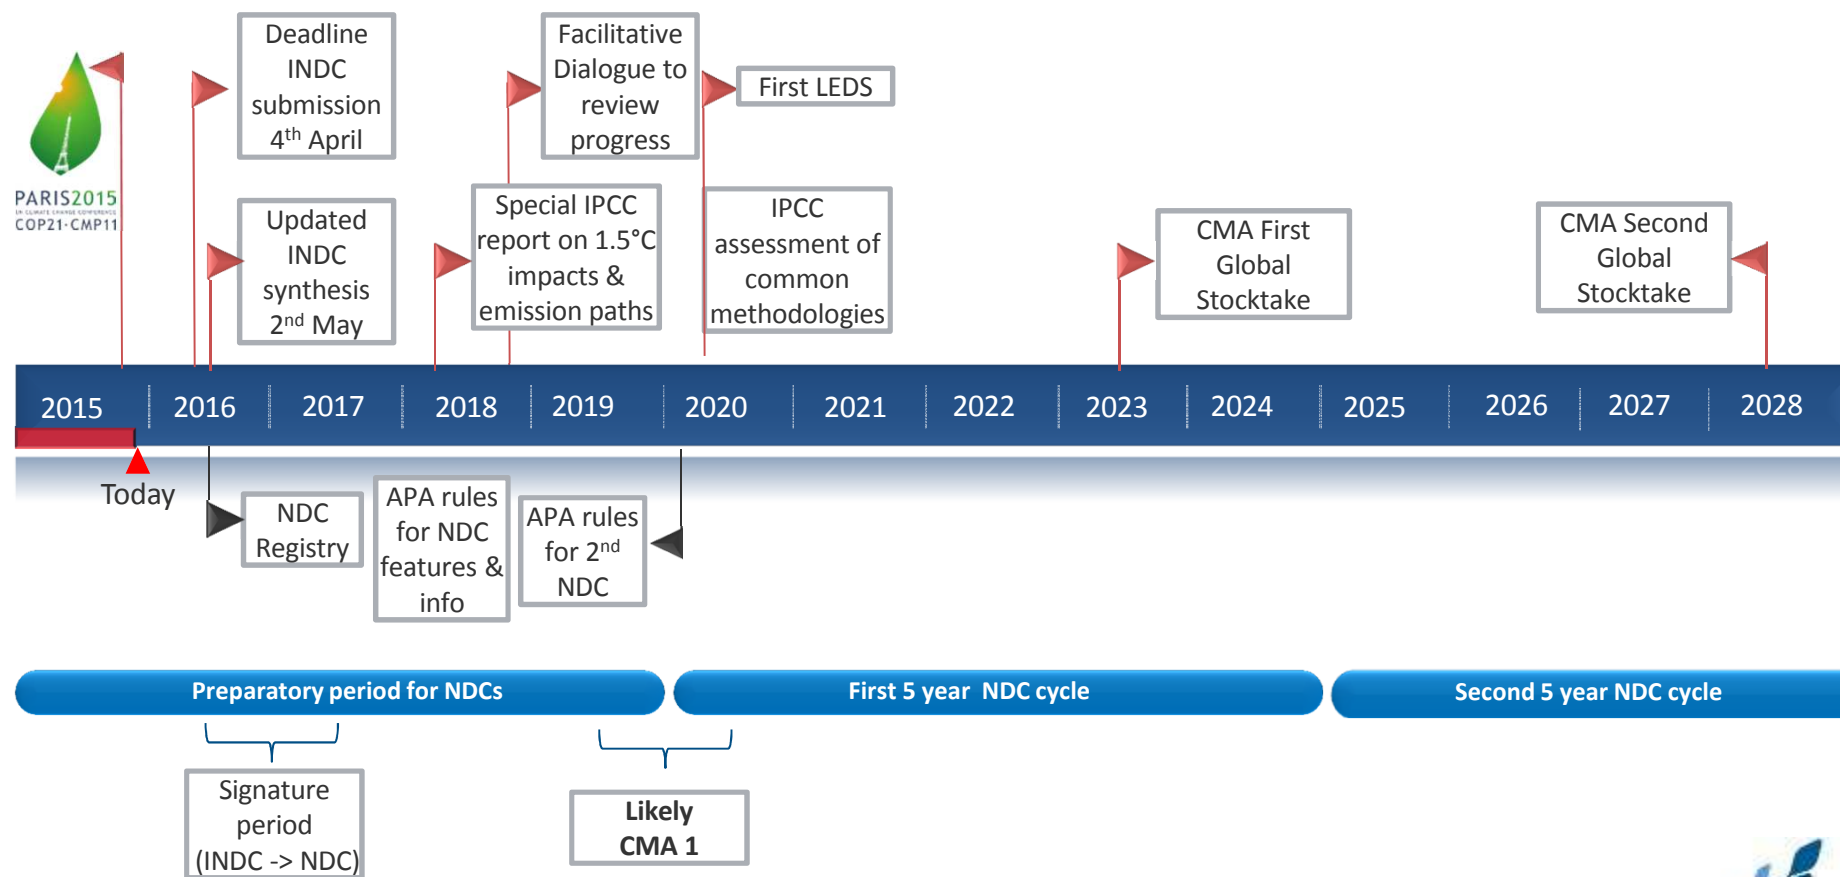 PARIS2015
UN CLIMATE CHANGE CONFERENCE
COP21·CMP11
Deadline
INDC
submission
4th April
Facilitative
Dialogue to
review
progress
First LEDS
Updated
INDC
synthesis
2nd May
Special IPCC
report on 1.5°C
impacts &
emission paths
IPCC
assessment of
common
methodologies
CMA First
Global
Stocktake
CMA Second
Global
Stocktake
2015 2016 2017 2018 2019 2020 2021 2022 2023 2024 2025 2026 2027 2028
Today
NDC
Registry
APA rules
for NDC
features &
info
APA rules
for 2nd
NDC
Preparatory period for NDCs
First 5 year NDC cycle
Second 5 year NDC cycle
Signature
period
(INDC -> NDC)
Likely
CMA 1